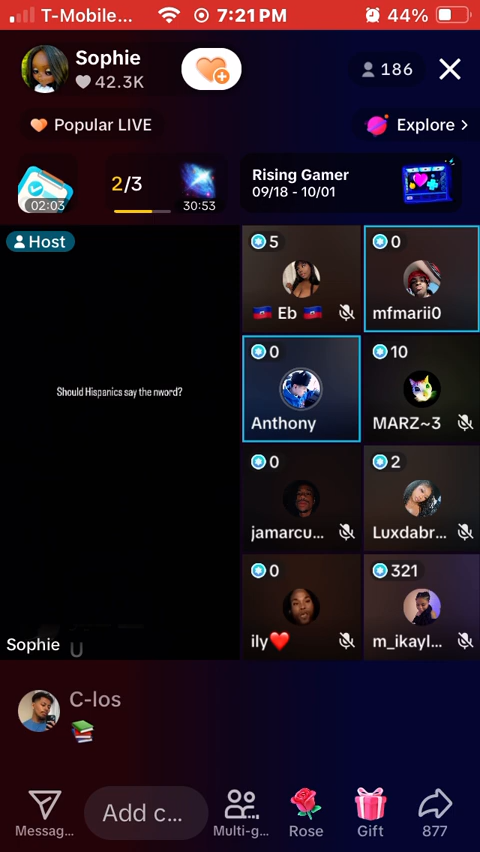 T-Mobile... 7:21 PM 44%
Sophie
42.3K
186
Popular LIVE
Explore >
02:03
2/3
30:53
Rising Gamer
09/18 - 10/01
Host
Should Hispanics say the nword?
Sophie
U
5
🇭🇹 Eb 🇭🇹
0
mfmarii0
0
Anthony
10
MARZ~3
0
jamarcu...
2
Luxdabr...
0
ily❤️
321
m_ikayl...
C-los
📚
Messag...
Add c...
Multi-g...
Rose
Gift
877